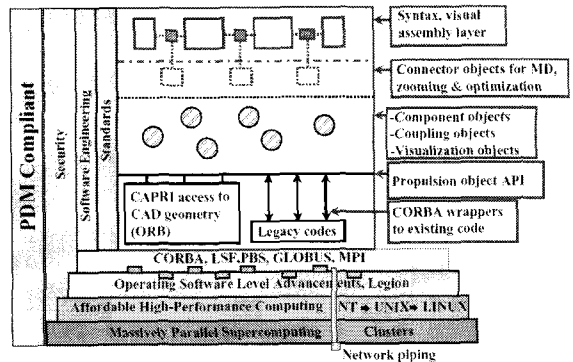 Syntax, visual
assembly layer
Connector objects for MD,
zooming & optimization
-Component objects
-Coupling objects
-Visualization objects
Propulsion object API
CORBA wrappers
to existing code
PDM Compliant
Security
Software Engineering
Standards
CAPRI access to
CAD geometry
(ORB)
Legacy codes
CORBA, LSF,PBS, GLOBUS, MPI
Operating Software Level Advancements, Legion
Affordable High-Performance Computing NT ➔ UNIX➔ LINUX
Massively Parallel Supercomputing Clusters
Network piping